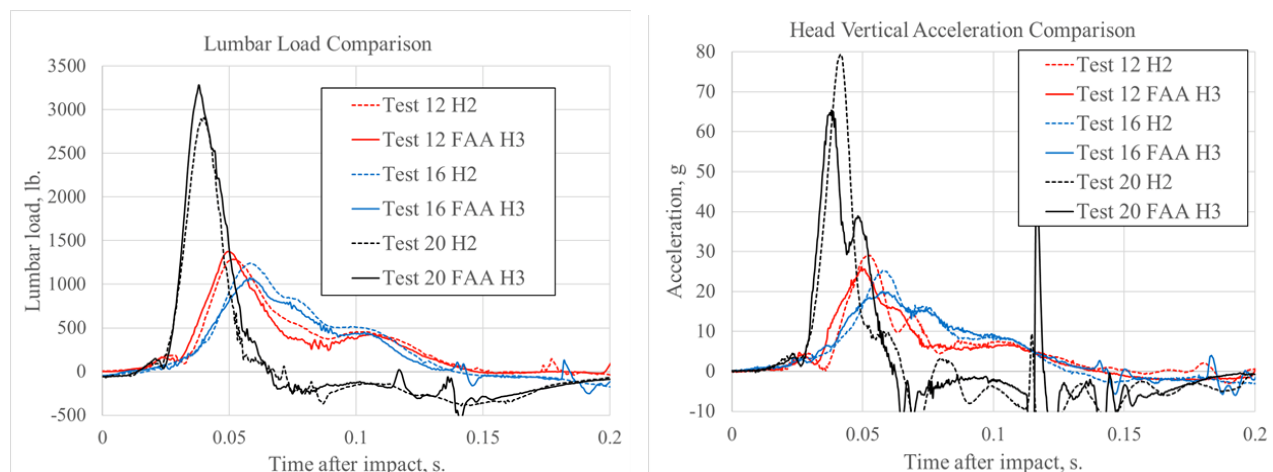 Lumbar Load Comparison
3500
3000
2500
2000
1500
1000
500
0
-500
Lumbar load, lb.
Test 12 H2
Test 12 FAA H3
Test 16 H2
Test 16 FAA H3
Test 20 H2
Test 20 FAA H3
0 0.05 0.1 0.15 0.2
Time after impact, s.
Head Vertical Acceleration Comparison
80
70
60
50
40
30
20
10
0
-10
Acceleration, g
Test 12 H2
Test 12 FAA H3
Test 16 H2
Test 16 FAA H3
Test 20 H2
Test 20 FAA H3
0 0.05 0.1 0.15 0.2
Time after impact, s.